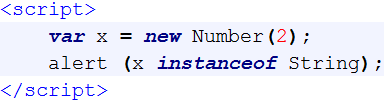 <script>
var x = new Number(2);
alert (x instanceof String);
</script>